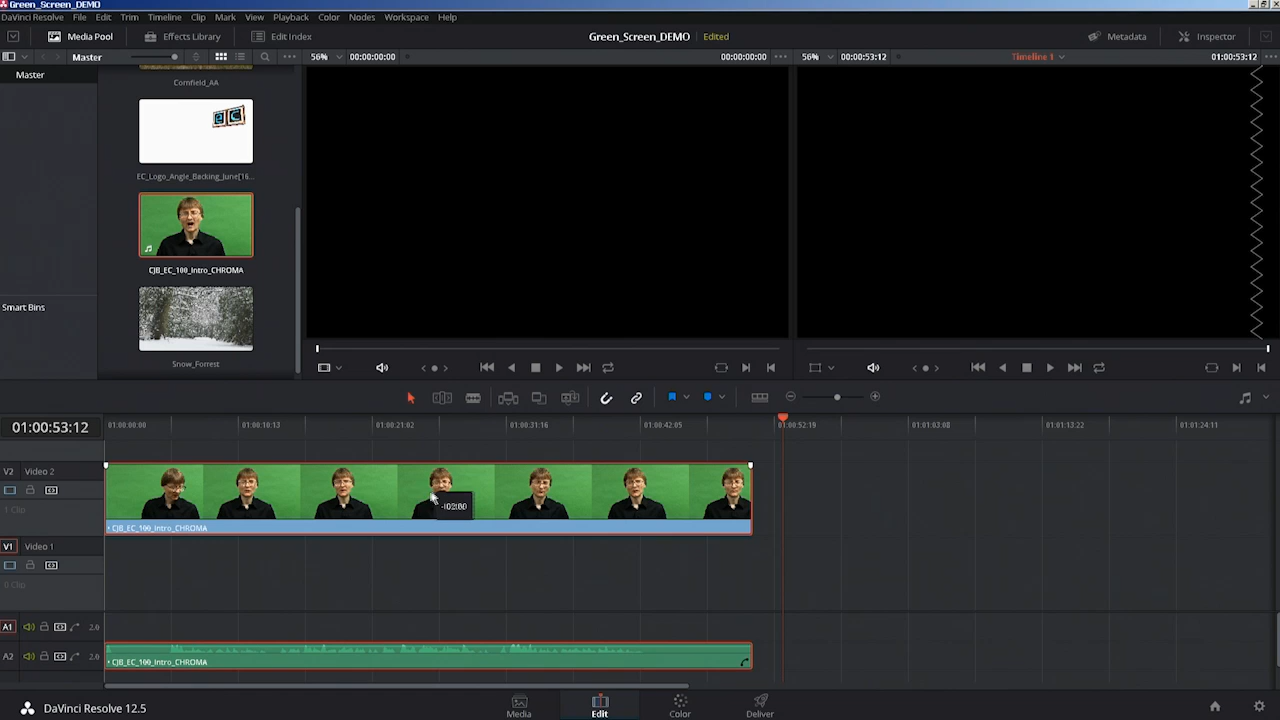 Green_Screen_DEMO
DaVinci Resolve File Edit Trim Timeline Clip Mark View Playback Color Nodes Workspace Help
Media Pool Effects Library Edit Index Green_Screen_DEMO Edited Metadata Inspector
Master 56% 00:00:00:00 00:00:00:00 56% 00:00:53:12 Timeline 1 01:00:53:12
Master
Cornfield_AA
EC
EC_Logo_Angle_Backing_June[16...
CJB_EC_100_Intro_CHROMA
Smart Bins
Snow_Forrest
01:00:53:12 01:00:00:00 01:00:10:13 01:00:21:02 01:00:31:16 01:00:42:05 01:00:52:19 01:01:03:08 01:01:13:22 01:01:24:11
V2 Video 2
1 Clip
-02:00
CJB_EC_100_Intro_CHROMA
V1 Video 1
0 Clip
A1 2.0
A2 2.0
CJB_EC_100_Intro_CHROMA
DaVinci Resolve 12.5 Media Edit Color Deliver